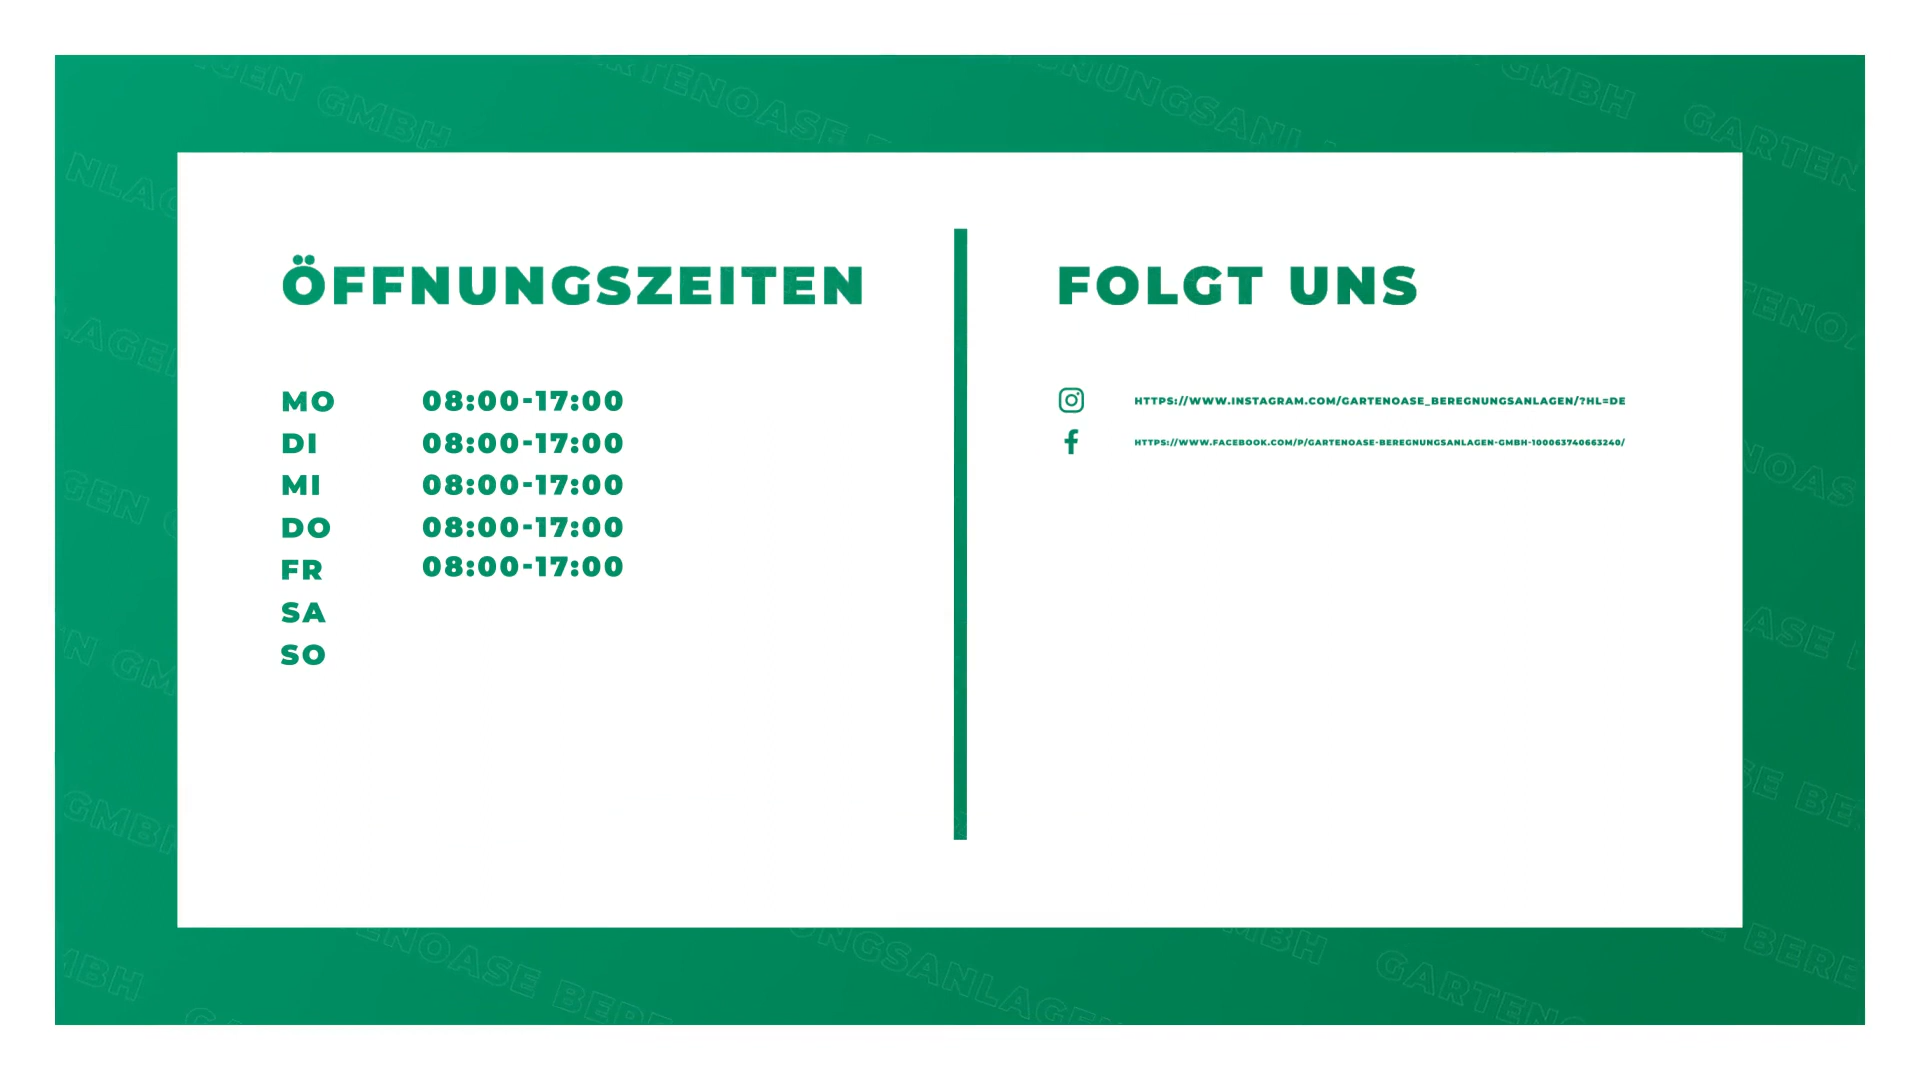 ÖFFNUNGSZEITEN
MO 08:00-17:00
DI 08:00-17:00
MI 08:00-17:00
DO 08:00-17:00
FR 08:00-17:00
SA
SO
FOLGT UNS
HTTPS://WWW.INSTAGRAM.COM/GARTENOASE_BEREGNUNGSANLAGEN/?HL=DE
HTTPS://WWW.FACEBOOK.COM/P/GARTENOASE-BEREGNUNGSANLAGEN-GMBH-100063740663240/